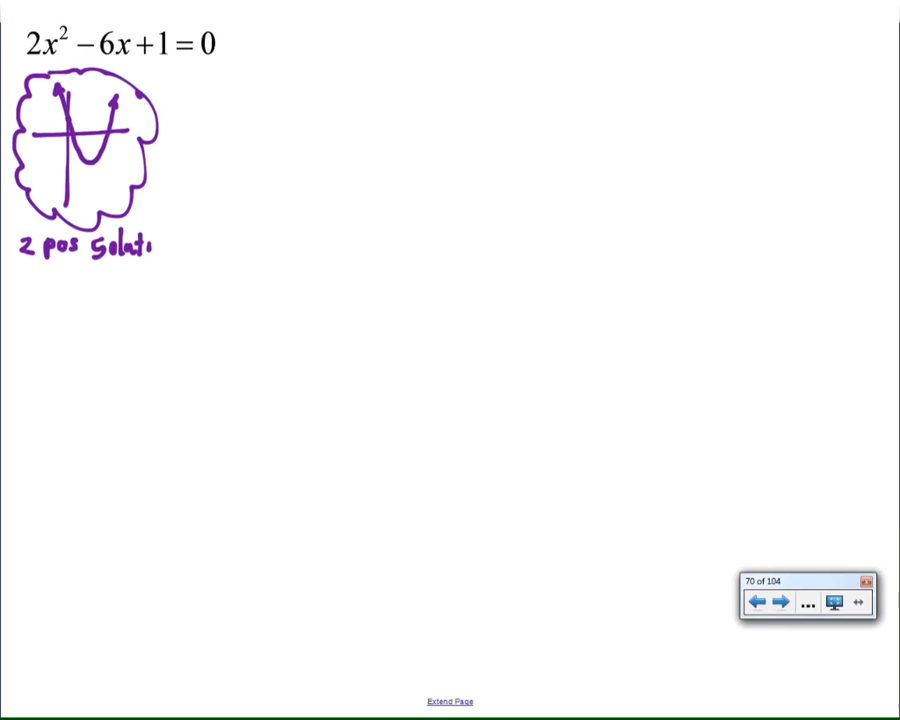 2x² − 6x + 1 = 0
2 pos soluti
70 of 104
...
Extend Page